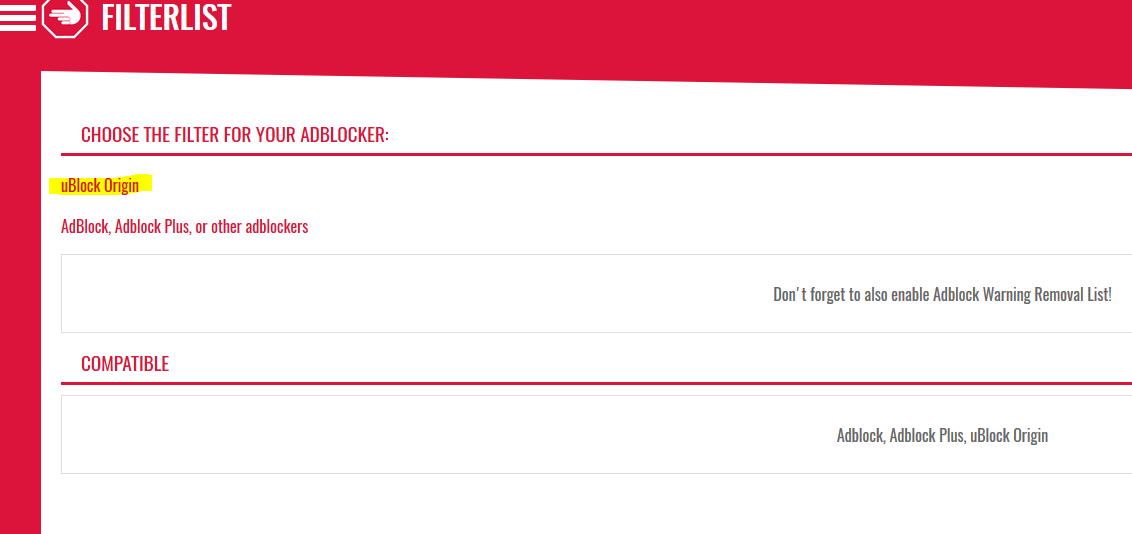 FILTERLIST
CHOOSE THE FILTER FOR YOUR ADBLOCKER:
uBlock Origin
AdBlock, Adblock Plus, or other adblockers
Don't forget to also enable Adblock Warning Removal List!
COMPATIBLE
Adblock, Adblock Plus, uBlock Origin